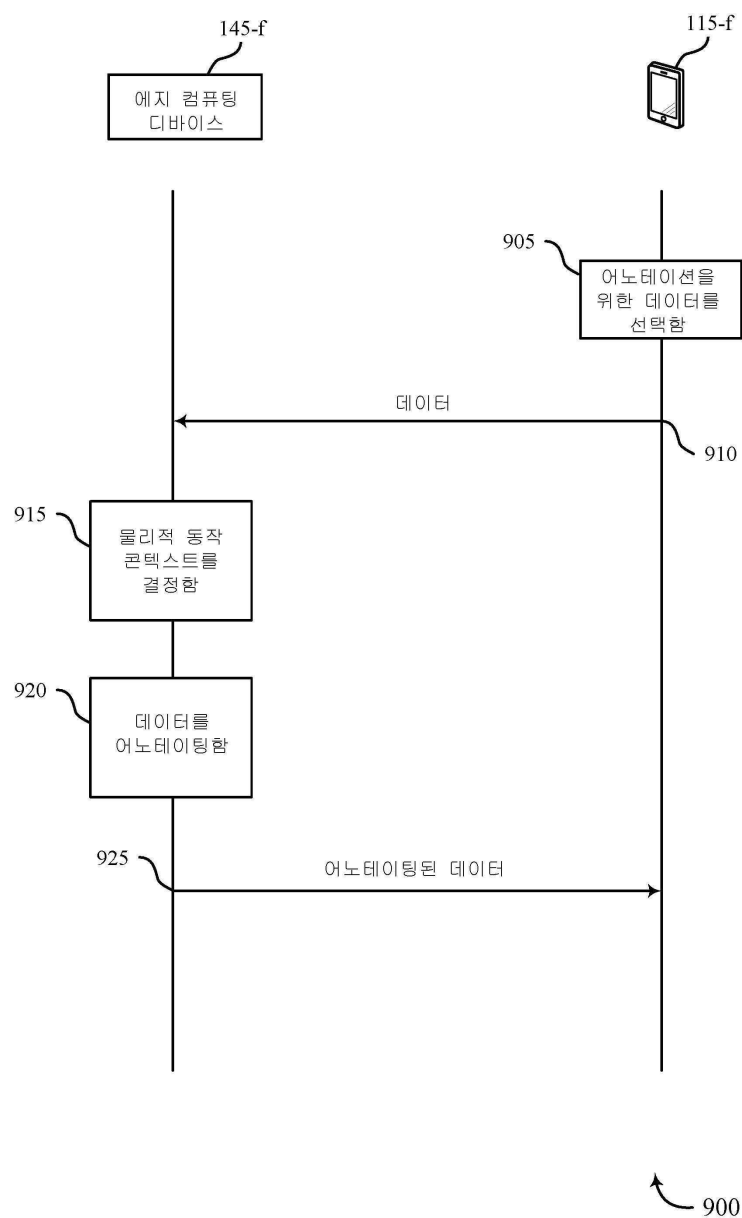 145-f
115-f
에지 컴퓨팅
디바이스
905
어노테이션을
위한 데이터를
선택함
데이터
910
915
물리적 동작
콘텍스트를
결정함
920
데이터를
어노테이팅함
925
어노테이팅된 데이터
900